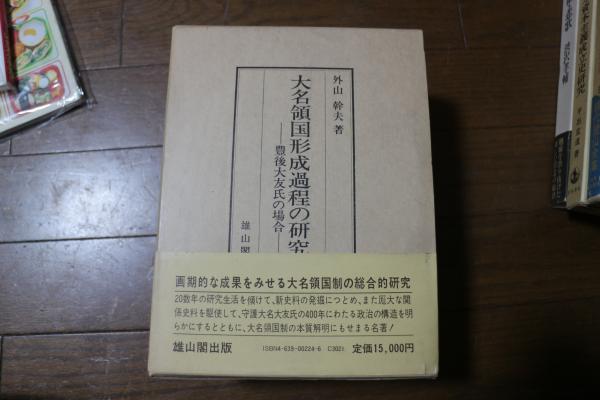 外山 幹夫 著
大名領国形成過程の研究
――豊後大友氏の場合――
雄山閣
画期的な成果をみせる大名領国制の総合的研究
20数年の研究生活を傾けて、新史料の発掘につとめ、また厖大な関
係史料を駆使して、守護大名大友氏の400年にわたる政治の構造を明
らかにするとともに、大名領国制の本質解明にもせまる名著!
雄山閣出版
ISBN4-639-00224-6 C3021
定価15,000円